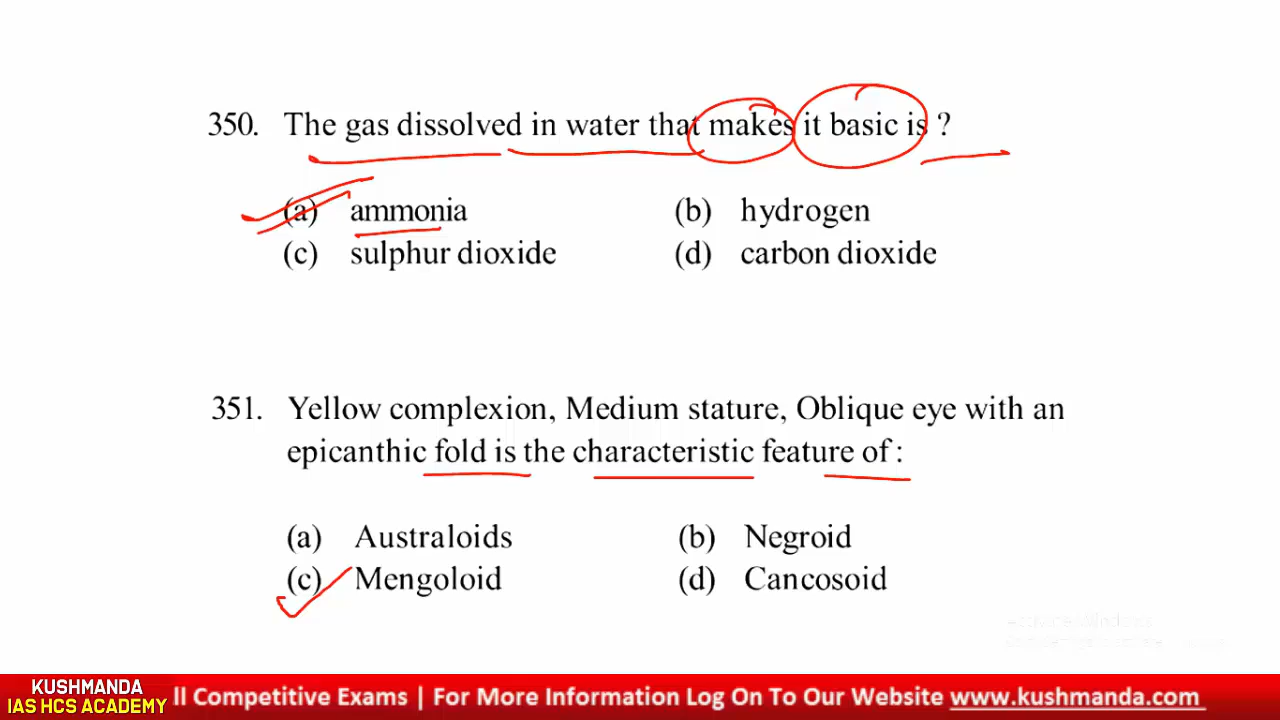 350. The gas dissolved in water that makes it basic is ?
(a) ammonia (b) hydrogen
(c) sulphur dioxide (d) carbon dioxide
351. Yellow complexion, Medium stature, Oblique eye with an
epicanthic fold is the characteristic feature of :
(a) Australoids (b) Negroid
(c) Mengoloid (d) Cancosoid
KUSHMANDA
IAS HCS ACADEMY
ll Competitive Exams | For More Information Log On To Our Website www.kushmanda.com